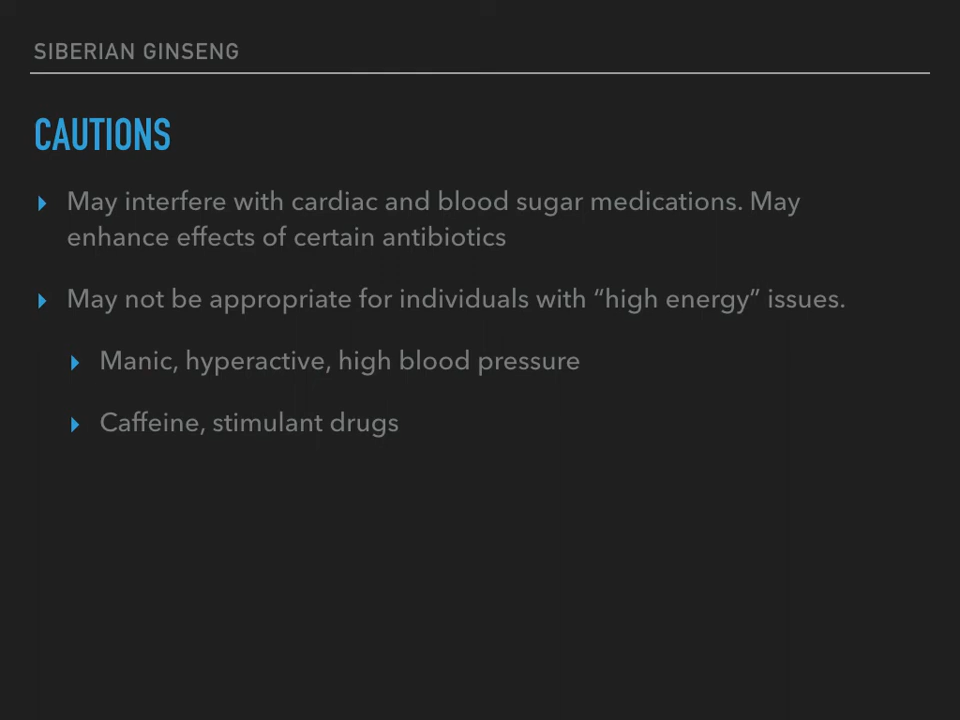 SIBERIAN GINSENG
CAUTIONS
May interfere with cardiac and blood sugar medications. May
enhance effects of certain antibiotics
May not be appropriate for individuals with “high energy” issues.
Manic, hyperactive, high blood pressure
Caffeine, stimulant drugs